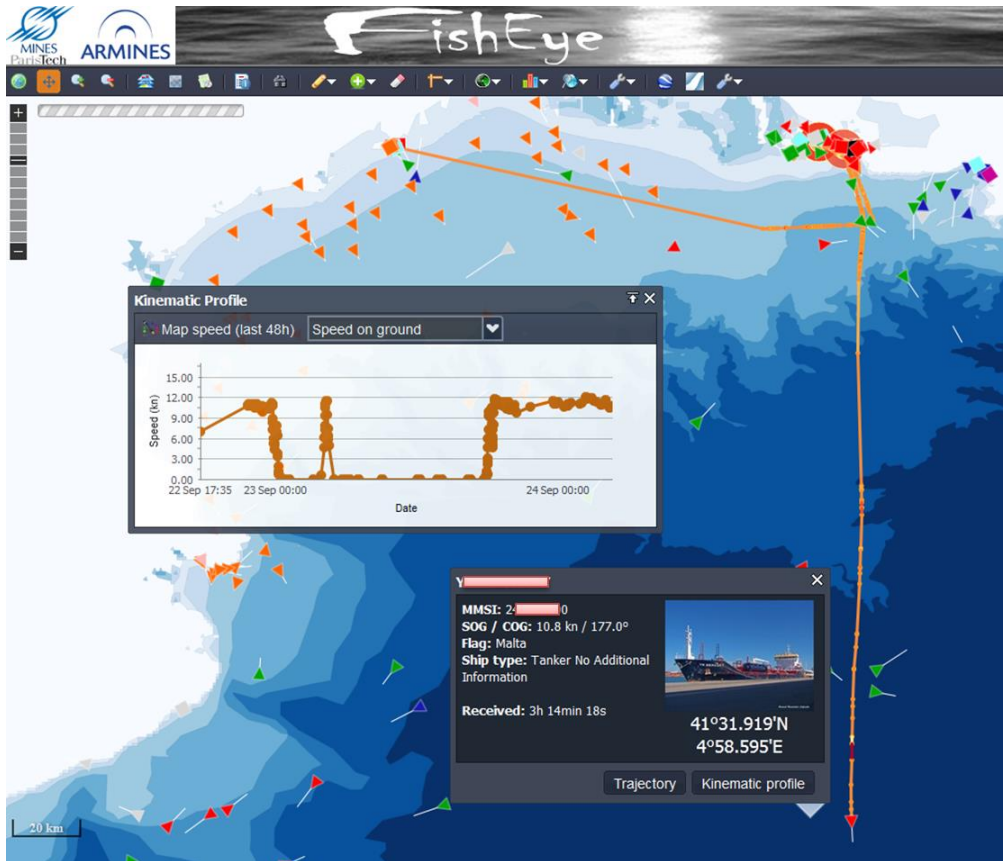 MINES
ParisTech
ARMINES
FishEye
Kinematic Profile
Map speed (last 48h)
Speed on ground
15.00
12.00
9.00
6.00
3.00
0.00
Speed (kn)
22 Sep 17:35
23 Sep 00:00
24 Sep 00:00
Date
Y
MMSI: 2 0
SOG / COG: 10.8 kn / 177.0°
Flag: Malta
Ship type: Tanker No Additional
Information
Received: 3h 14min 18s
41°31.919'N
4°58.595'E
Trajectory
Kinematic profile
20 km